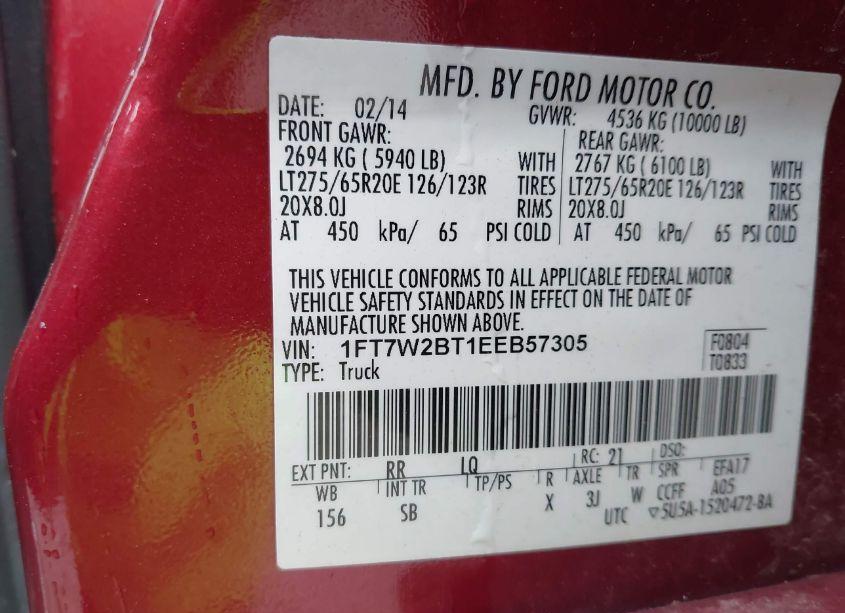 MFD. BY FORD MOTOR CO.
DATE: 02/14 GVWR: 4536 KG (10000 LB)
FRONT GAWR: REAR GAWR:
2694 KG ( 5940 LB) WITH 2767 KG ( 6100 LB) WITH
LT275/65R20E 126/123R TIRES LT275/65R20E 126/123R TIRES
20X8.0J RIMS 20X8.0J RIMS
AT 450 kPa/ 65 PSI COLD AT 450 kPa/ 65 PSI COLD
THIS VEHICLE CONFORMS TO ALL APPLICABLE FEDERAL MOTOR
VEHICLE SAFETY STANDARDS IN EFFECT ON THE DATE OF
MANUFACTURE SHOWN ABOVE.
VIN: 1FT7W2BT1EEB57305 F0804
TYPE: Truck T0833
EXT PNT: RR LQ RC: 21 DSO:
WB INT TR TP/PS R AXLE TR SPR EFA17
156 SB X 3J W CCFF A05
UTC ▽5U5A-1520472-BA